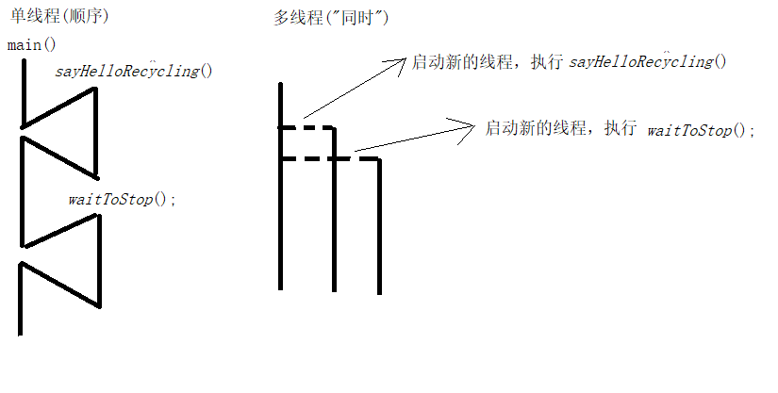 单线程(顺序)
main()
sayHelloRecycling()
waitToStop();
多线程("同时")
启动新的线程，执行 sayHelloRecycling()
启动新的线程，执行 waitToStop();